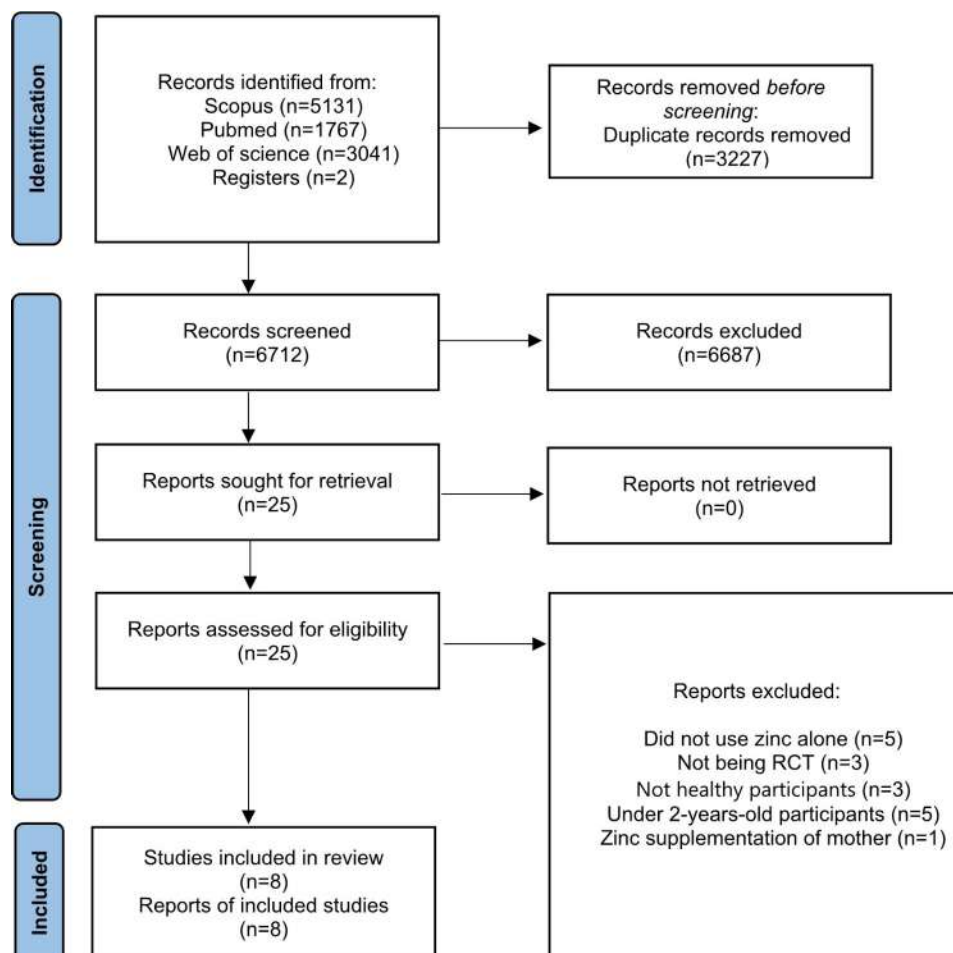 Identification
Records identified from:
Scopus (n=5131)
Pubmed (n=1767)
Web of science (n=3041)
Registers (n=2)
Records removed before
screening:
Duplicate records removed
(n=3227)
Screening
Records screened
(n=6712)
Records excluded
(n=6687)
Reports sought for retrieval
(n=25)
Reports not retrieved
(n=0)
Reports assessed for eligibility
(n=25)
Reports excluded:
Did not use zinc alone (n=5)
Not being RCT (n=3)
Not healthy participants (n=3)
Under 2-years-old participants (n=5)
Zinc supplementation of mother (n=1)
Included
Studies included in review
(n=8)
Reports of included studies
(n=8)